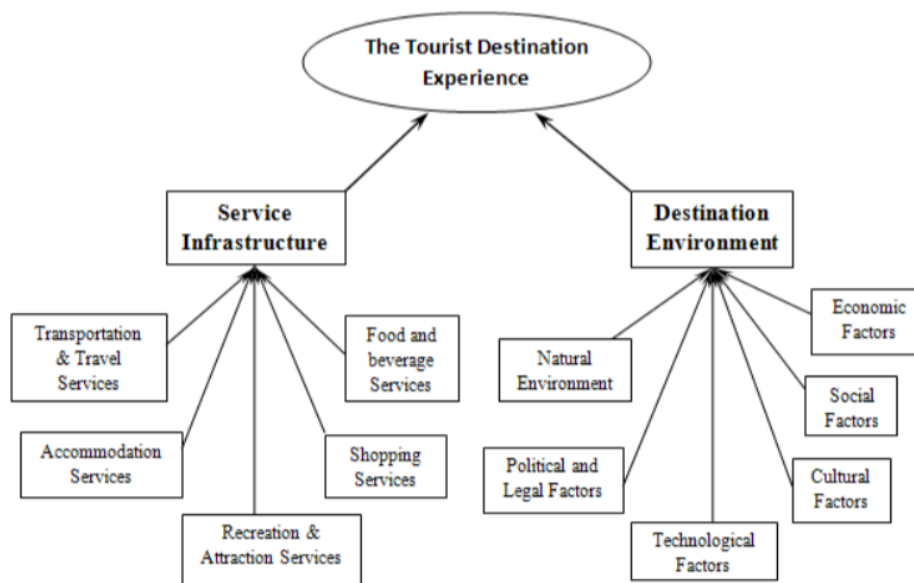 The Tourist Destination
Experience
Service
Infrastructure
Destination
Environment
Transportation
& Travel
Services
Food and
beverage
Services
Accommodation
Services
Shopping
Services
Recreation &
Attraction Services
Economic
Factors
Natural
Environment
Social
Factors
Political and
Legal Factors
Cultural
Factors
Technological
Factors